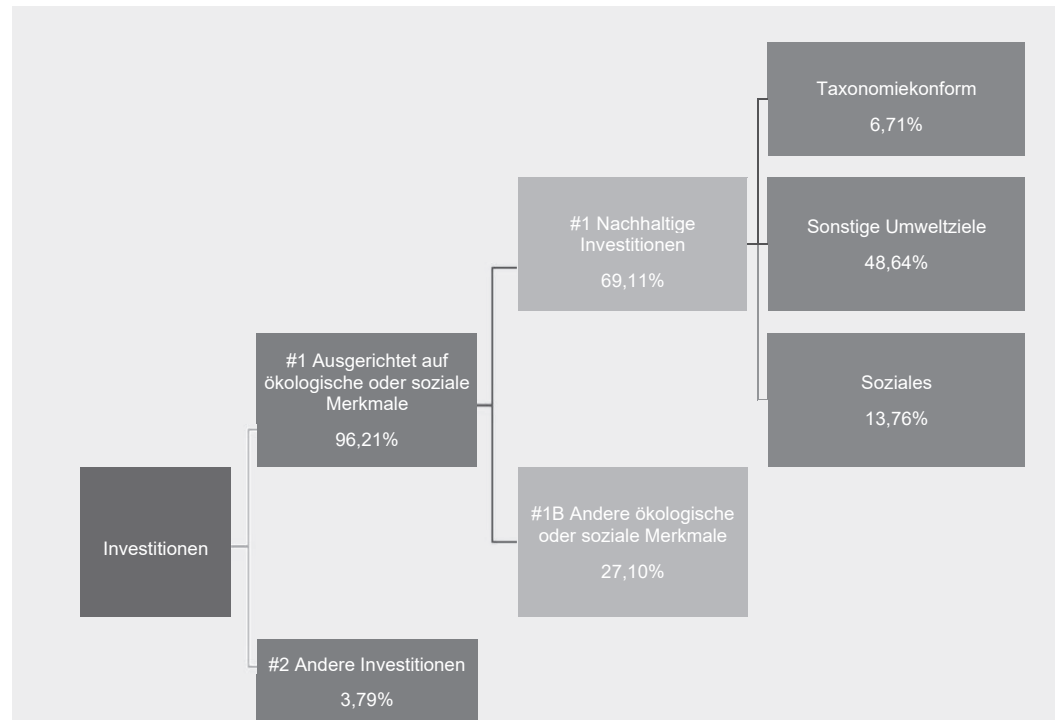 Taxonomiekonform
6,71%
#1 Nachhaltige
Investitionen
69,11%
Sonstige Umweltziele
48,64%
#1 Ausgerichtet auf
ökologische oder soziale
Merkmale
96,21%
Soziales
13,76%
Investitionen
#1B Andere ökologische
oder soziale Merkmale
27,10%
#2 Andere Investitionen
3,79%